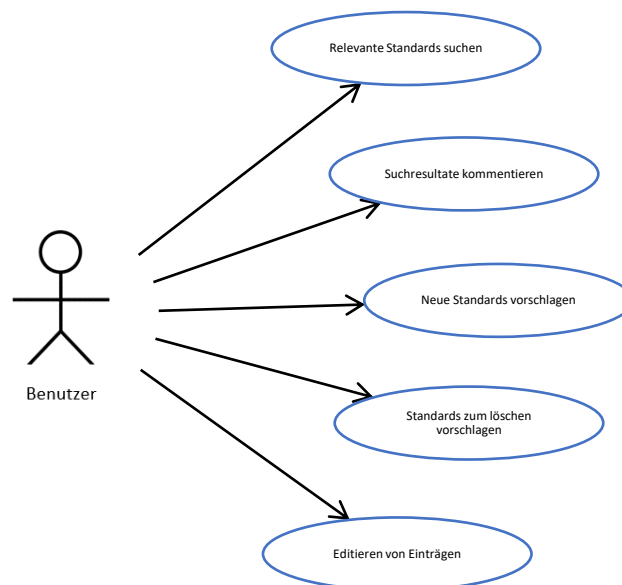 Relevante Standards suchen
Suchresultate kommentieren
Neue Standards vorschlagen
Benutzer
Standards zum löschen
vorschlagen
Editieren von Einträgen